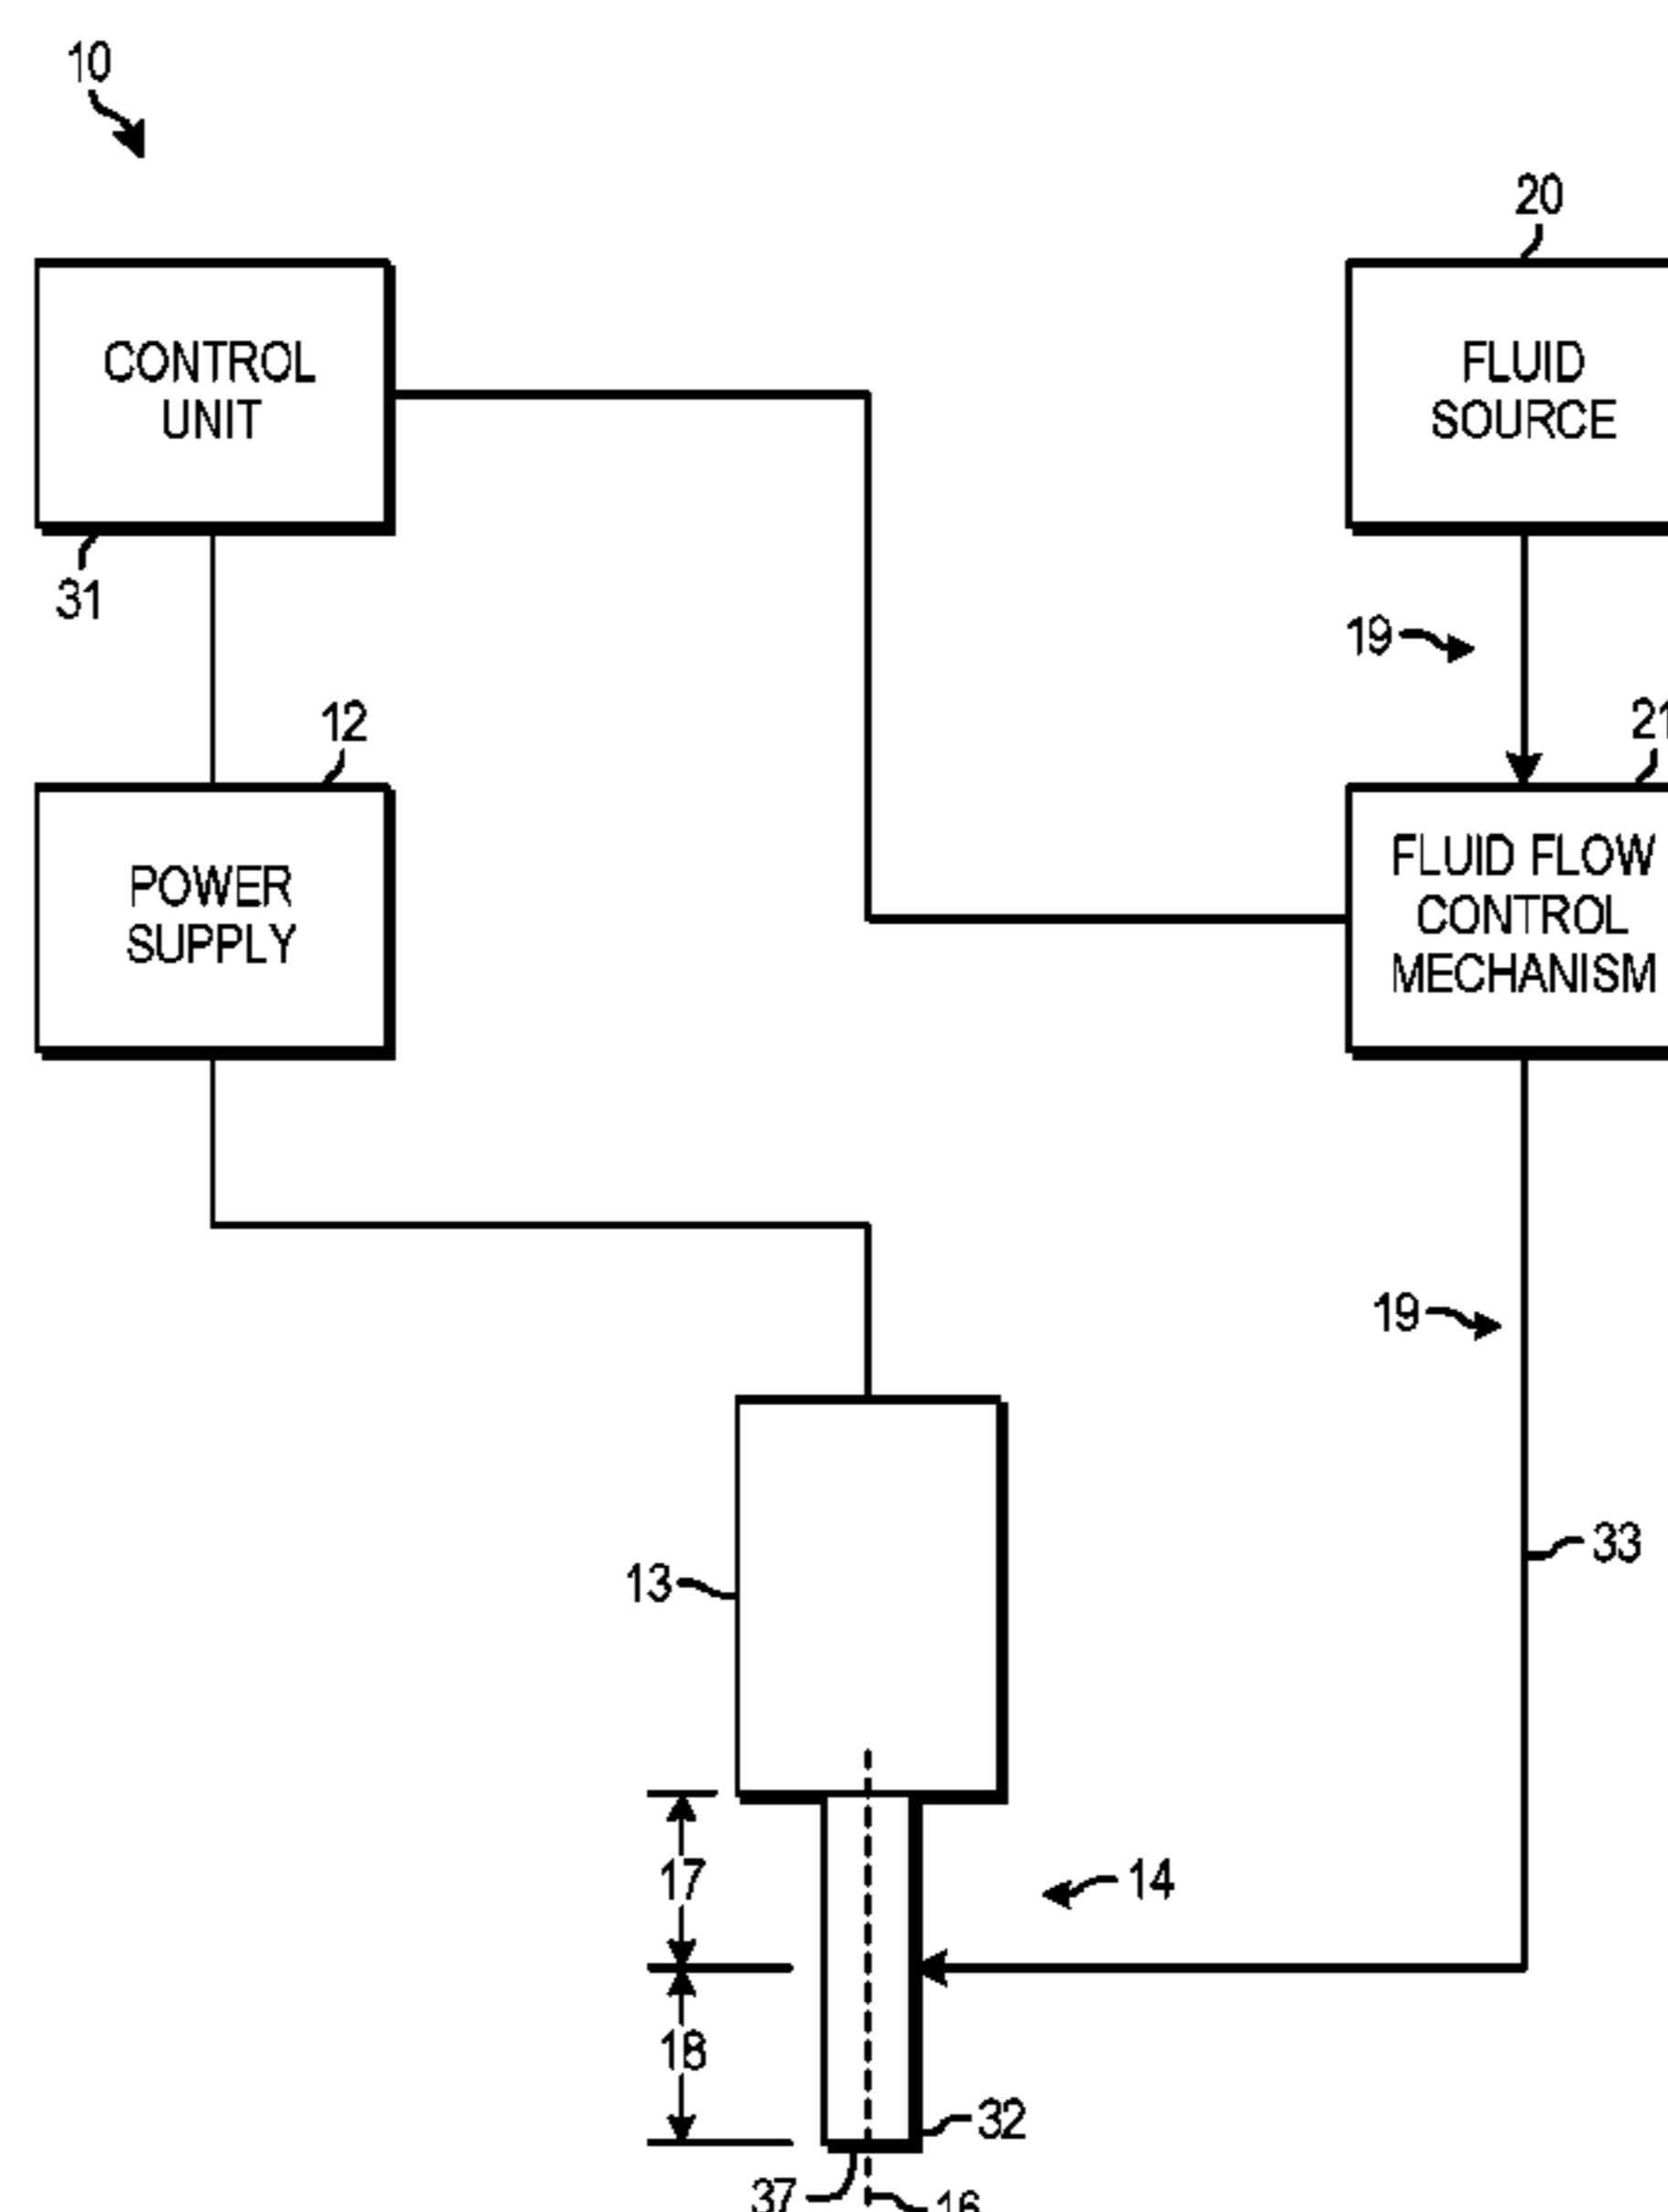 10
20
CONTROL
UNIT
FLUID
SOURCE
31
19
12
21
POWER
SUPPLY
FLUID FLOW
CONTROL
MECHANISM
19
33
13
17
14
18
32
37
16